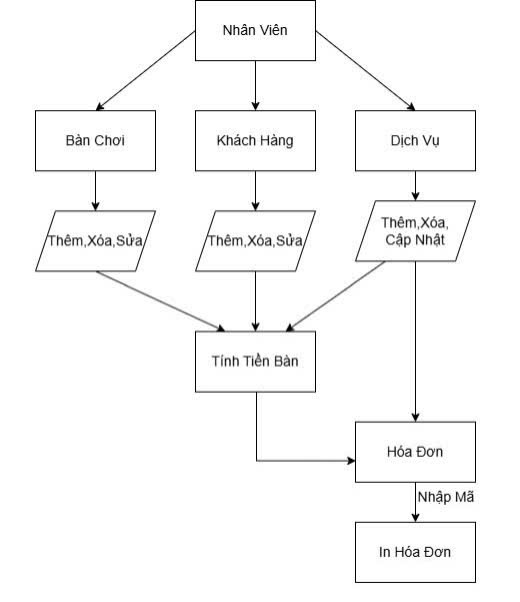 Nhân Viên
Bàn Chơi
Khách Hàng
Dịch Vụ
Thêm,Xóa,Sửa
Thêm,Xóa,Sửa
Thêm,Xóa,
Cập Nhật
Tính Tiền Bàn
Hóa Đơn
Nhập Mã
In Hóa Đơn